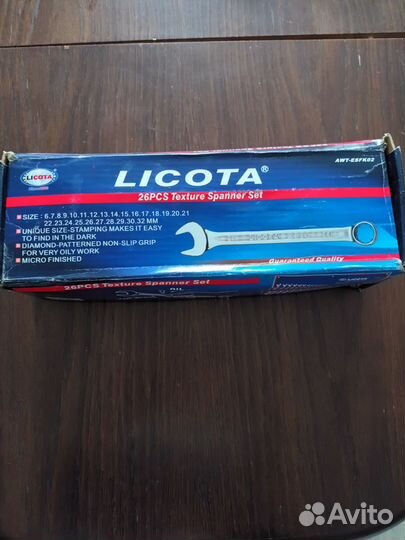 LICOTA
AWT-ESFK02
LICOTA®
26PCS Texture Spanner Set
SIZE : 6.7.8.9.10.11.12.13.14.15.16.17.18.19.20.21
22.23.24.25.26.27.28.29.30.32 MM
UNIQUE SIZE-STAMPING MAKES IT EASY
TO FIND IN THE DARK
DIAMOND-PATTERNED NON-SLIP GRIP
FOR VERY OILY WORK
MICRO FINISHED
Guaranteed Quality
26PCS Texture Spanner Set
OIL
Avito